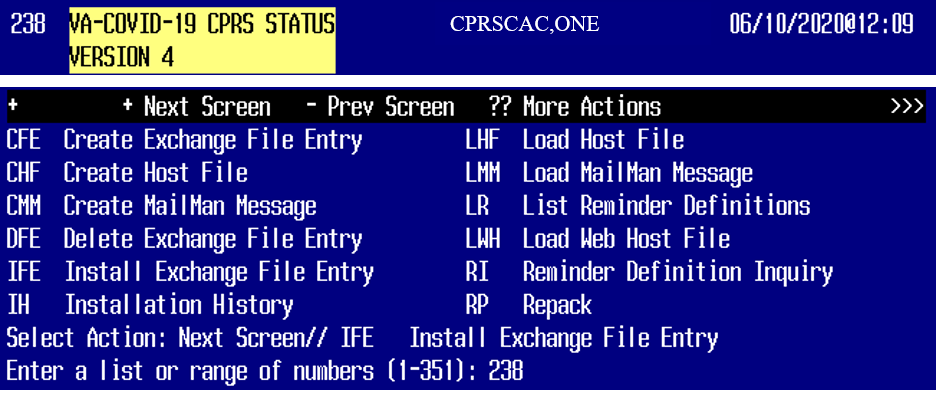 238 VA-COVID-19 CPRS STATUS CPRSCAC,ONE 06/10/2020@12:09
VERSION 4
+ + Next Screen - Prev Screen ?? More Actions >>>
CFE Create Exchange File Entry LHF Load Host File
CHF Create Host File LMM Load MailMan Message
CMM Create MailMan Message LR List Reminder Definitions
DFE Delete Exchange File Entry LWH Load Web Host File
IFE Install Exchange File Entry RI Reminder Definition Inquiry
IH Installation History RP Repack
Select Action: Next Screen// IFE Install Exchange File Entry
Enter a list or range of numbers (1-351): 238